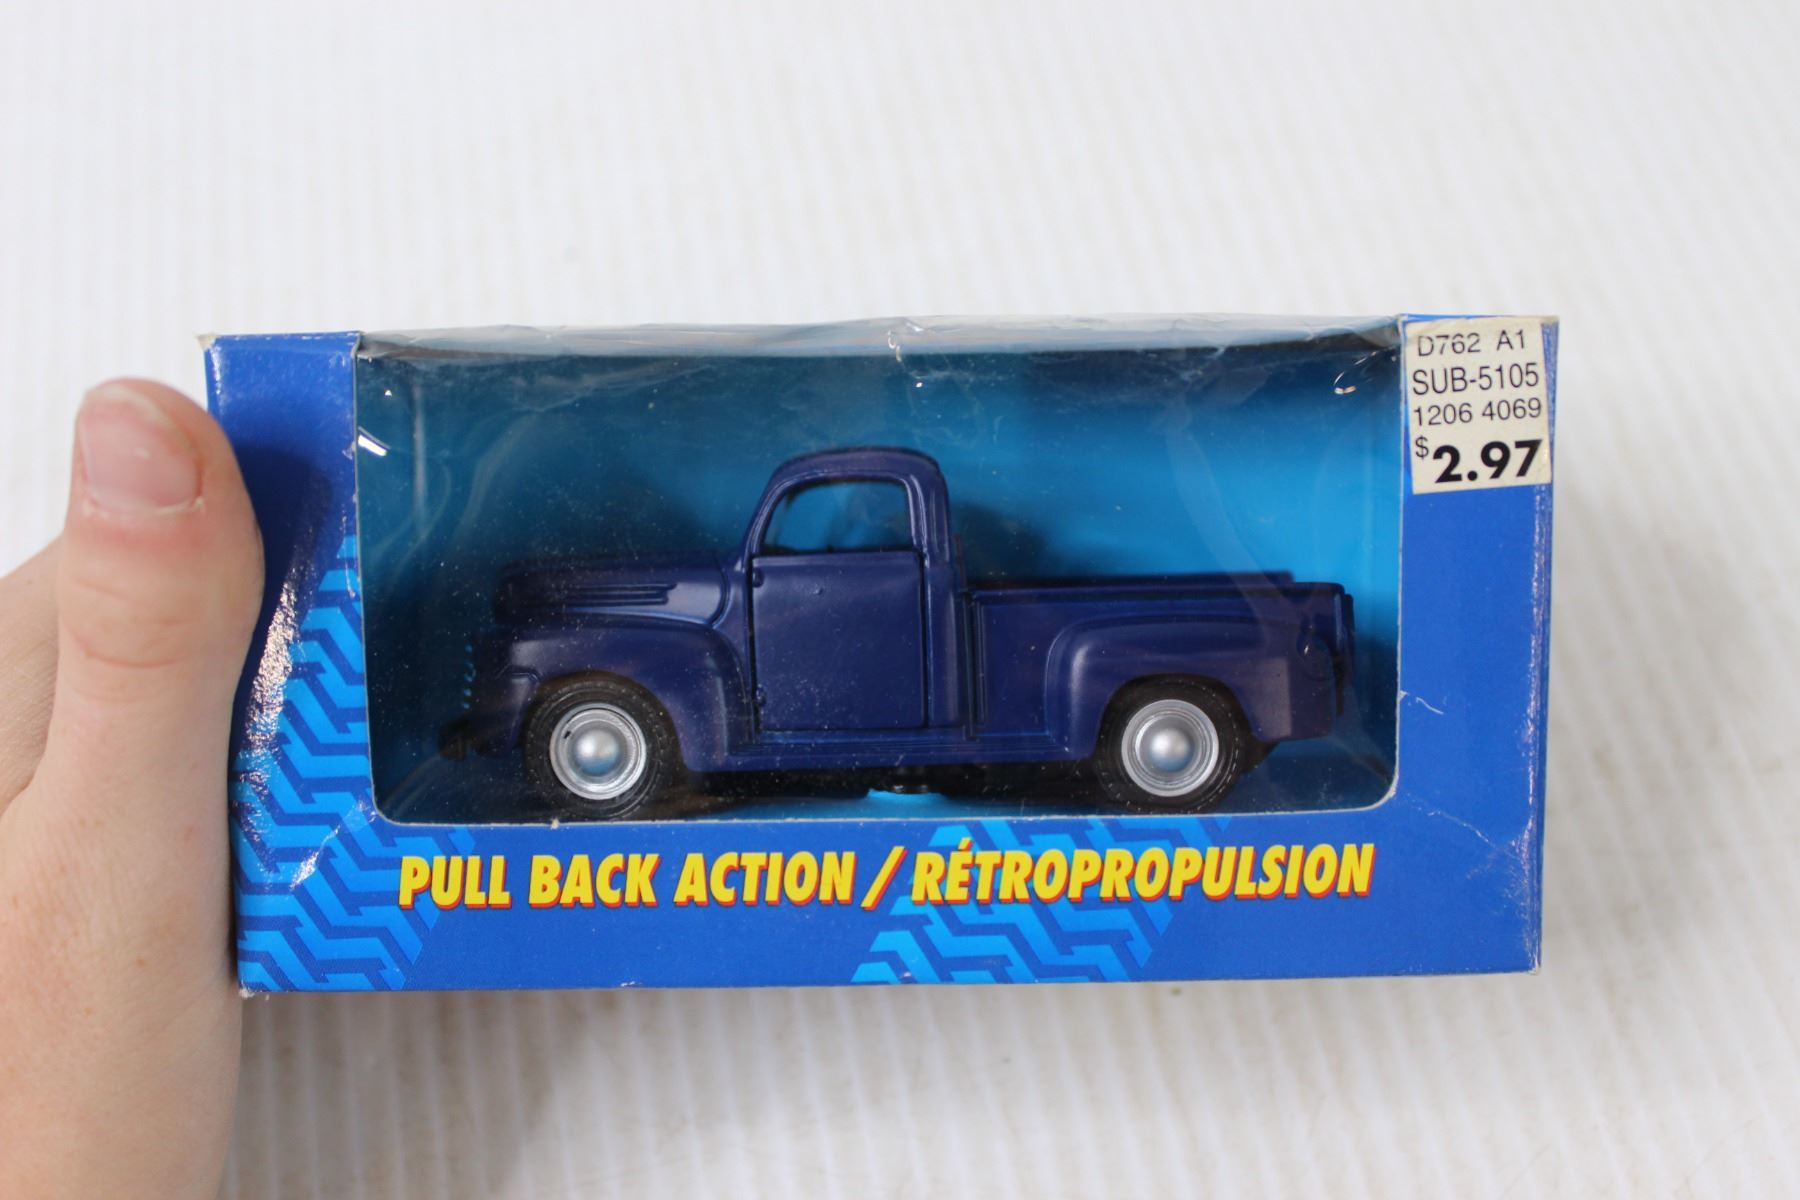 D762 A1
SUB-5105
1206 4069
$2.97
PULL BACK ACTION / RÉTROPROPULSION